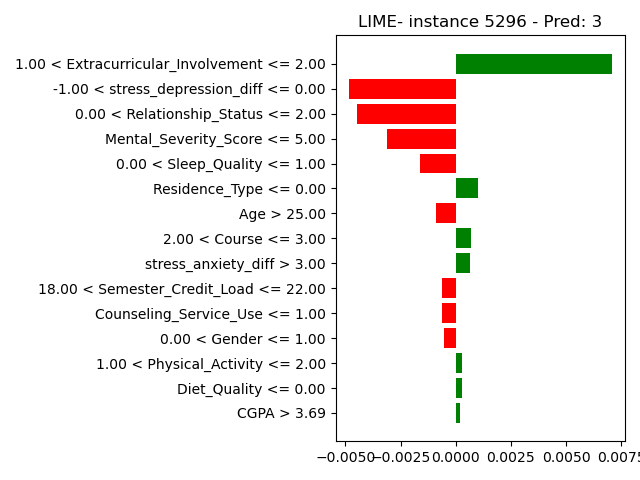 LIME- instance 5296 - Pred: 3
1.00 < Extracurricular_Involvement <= 2.00
-1.00 < stress_depression_diff <= 0.00
0.00 < Relationship_Status <= 2.00
Mental_Severity_Score <= 5.00
0.00 < Sleep_Quality <= 1.00
Residence_Type <= 0.00
Age > 25.00
2.00 < Course <= 3.00
stress_anxiety_diff > 3.00
18.00 < Semester_Credit_Load <= 22.00
Counseling_Service_Use <= 1.00
0.00 < Gender <= 1.00
1.00 < Physical_Activity <= 2.00
Diet_Quality <= 0.00
CGPA > 3.69
−0.0050 −0.0025 0.0000 0.0025 0.0050 0.0075